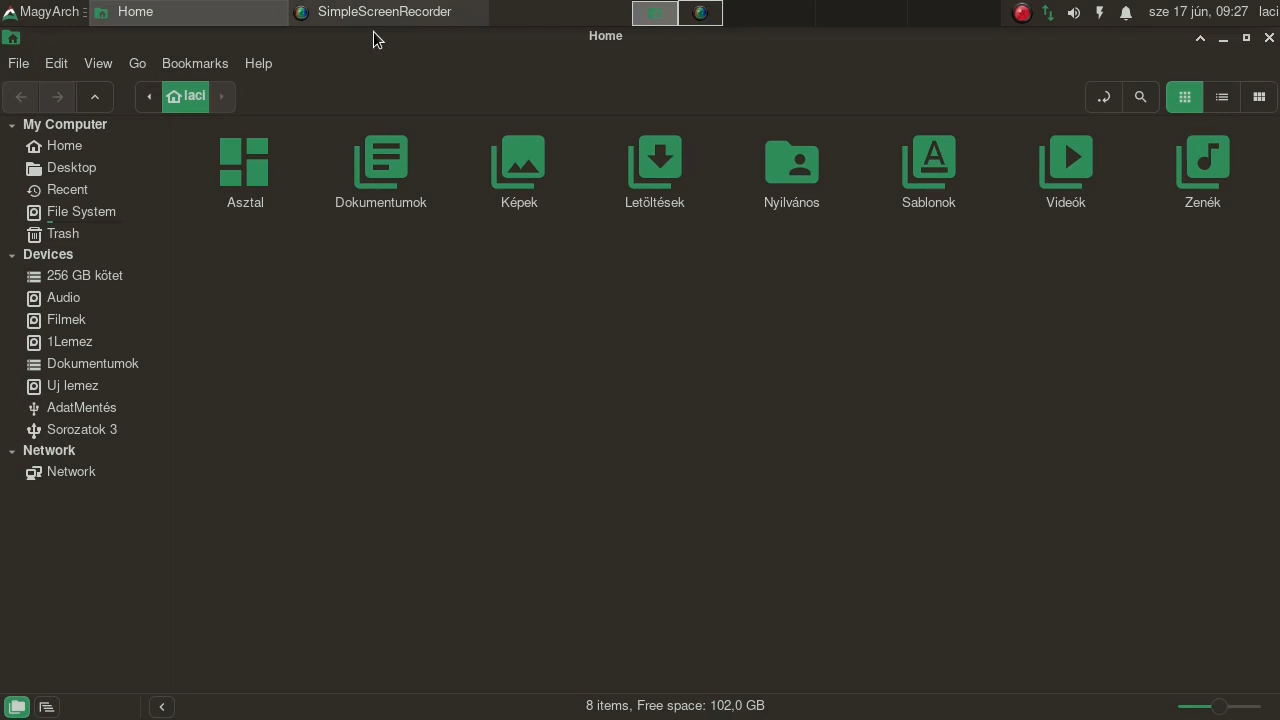 MagyArch
Home
SimpleScreenRecorder
sze 17 jún, 09:27
laci
Home
File Edit View Go Bookmarks Help
laci
My Computer
Home
Desktop
Recent
File System
Trash
Devices
256 GB kötet
Audio
Filmek
1Lemez
Dokumentumok
Uj lemez
AdatMentés
Sorozatok 3
Network
Network
Asztal
Dokumentumok
Képek
Letöltések
Nyilvános
Sablonok
Videók
Zenék
8 items, Free space: 102,0 GB